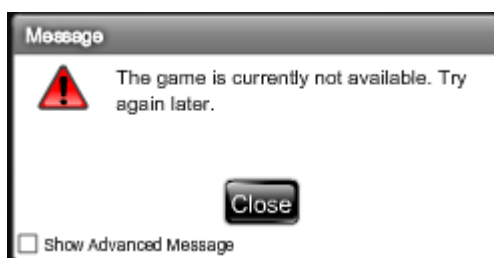 Message
The game is currently not available. Try
again later.
Close
Show Advanced Message